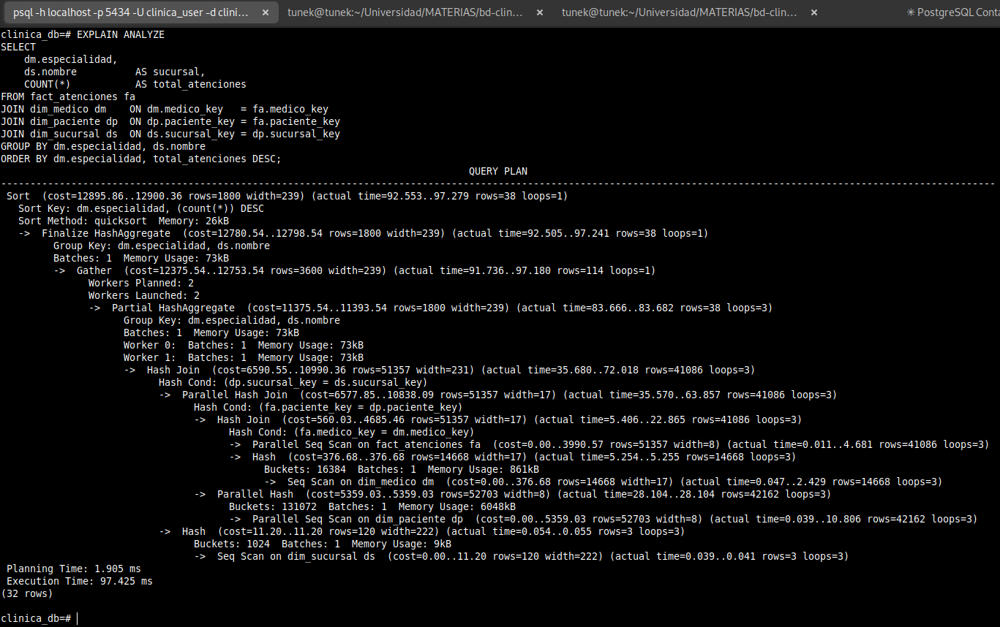 psql -h localhost -p 5434 -U clinica_user -d clini... × tunek@tunek:~/Universidad/MATERIAS/bd-clin... × tunek@tunek:~/Universidad/MATERIAS/bd-clin... × ✳ PostgreSQL Conta
clinica_db=# EXPLAIN ANALYZE
SELECT
    dm.especialidad,
    ds.nombre          AS sucursal,
    COUNT(*)           AS total_atenciones
FROM fact_atenciones fa
JOIN dim_medico dm    ON dm.medico_key   = fa.medico_key
JOIN dim_paciente dp  ON dp.paciente_key = fa.paciente_key
JOIN dim_sucursal ds  ON ds.sucursal_key = dp.sucursal_key
GROUP BY dm.especialidad, ds.nombre
ORDER BY dm.especialidad, total_atenciones DESC;
QUERY PLAN
--------------------------------------------------------------------------------------------------------------------------------------------------------------------------
 Sort  (cost=12895.86..12900.36 rows=1800 width=239) (actual time=92.553..97.279 rows=38 loops=1)
   Sort Key: dm.especialidad, (count(*)) DESC
   Sort Method: quicksort  Memory: 26kB
   ->  Finalize HashAggregate  (cost=12780.54..12798.54 rows=1800 width=239) (actual time=92.505..97.241 rows=38 loops=1)
         Group Key: dm.especialidad, ds.nombre
         Batches: 1  Memory Usage: 73kB
         ->  Gather  (cost=12375.54..12753.54 rows=3600 width=239) (actual time=91.736..97.180 rows=114 loops=1)
               Workers Planned: 2
               Workers Launched: 2
               ->  Partial HashAggregate  (cost=11375.54..11393.54 rows=1800 width=239) (actual time=83.666..83.682 rows=38 loops=3)
                     Group Key: dm.especialidad, ds.nombre
                     Batches: 1  Memory Usage: 73kB
                     Worker 0:  Batches: 1  Memory Usage: 73kB
                     Worker 1:  Batches: 1  Memory Usage: 73kB
                     ->  Hash Join  (cost=6590.55..10990.36 rows=51357 width=231) (actual time=35.680..72.018 rows=41086 loops=3)
                           Hash Cond: (dp.sucursal_key = ds.sucursal_key)
                           ->  Parallel Hash Join  (cost=6577.85..10838.09 rows=51357 width=17) (actual time=35.570..63.857 rows=41086 loops=3)
                                 Hash Cond: (fa.paciente_key = dp.paciente_key)
                                 ->  Hash Join  (cost=560.03..4685.46 rows=51357 width=17) (actual time=5.406..22.865 rows=41086 loops=3)
                                       Hash Cond: (fa.medico_key = dm.medico_key)
                                       ->  Parallel Seq Scan on fact_atenciones fa  (cost=0.00..3990.57 rows=51357 width=8) (actual time=0.011..4.681 rows=41086 loops=3)
                                       ->  Hash  (cost=376.68..376.68 rows=14668 width=17) (actual time=5.254..5.255 rows=14668 loops=3)
                                             Buckets: 16384  Batches: 1  Memory Usage: 861kB
                                             ->  Seq Scan on dim_medico dm  (cost=0.00..376.68 rows=14668 width=17) (actual time=0.047..2.429 rows=14668 loops=3)
                                 ->  Parallel Hash  (cost=5359.03..5359.03 rows=52703 width=8) (actual time=28.104..28.104 rows=42162 loops=3)
                                       Buckets: 131072  Batches: 1  Memory Usage: 6048kB
                                       ->  Parallel Seq Scan on dim_paciente dp  (cost=0.00..5359.03 rows=52703 width=8) (actual time=0.039..10.806 rows=42162 loops=3)
                           ->  Hash  (cost=11.20..11.20 rows=120 width=222) (actual time=0.054..0.055 rows=3 loops=3)
                                 Buckets: 1024  Batches: 1  Memory Usage: 9kB
                                 ->  Seq Scan on dim_sucursal ds  (cost=0.00..11.20 rows=120 width=222) (actual time=0.039..0.041 rows=3 loops=3)
 Planning Time: 1.905 ms
 Execution Time: 97.425 ms
(32 rows)
clinica_db=#